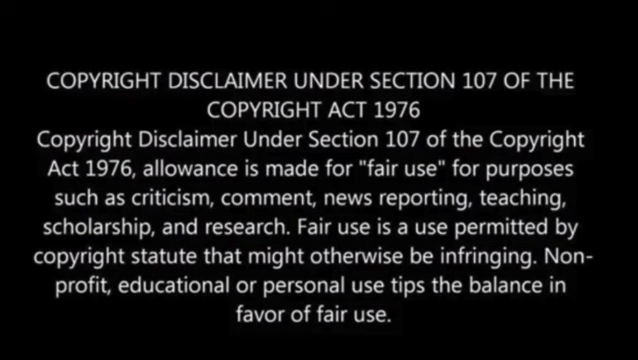 COPYRIGHT DISCLAIMER UNDER SECTION 107 OF THE
COPYRIGHT ACT 1976
Copyright Disclaimer Under Section 107 of the Copyright
Act 1976, allowance is made for "fair use" for purposes
such as criticism, comment, news reporting, teaching,
scholarship, and research. Fair use is a use permitted by
copyright statute that might otherwise be infringing. Non-
profit, educational or personal use tips the balance in
favor of fair use.